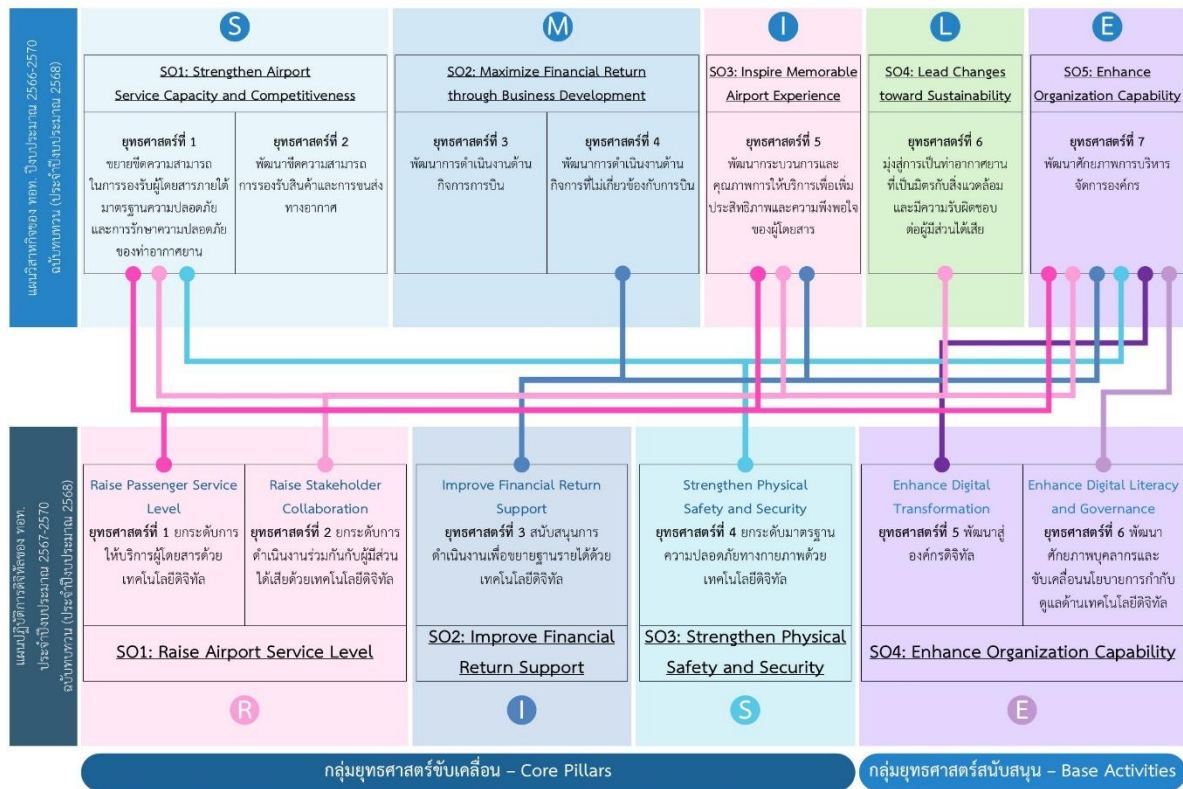 แผนวิสาหกิจของ ทอท. ปีงบประมาณ 2566-2570
ฉบับทบทวน (ประจำปีงบประมาณ 2568)
S
SO1: Strengthen Airport
Service Capacity and Competitiveness
ยุทธศาสตร์ที่ 1
ขยายขีดความสามารถ
ในการรองรับผู้โดยสารภายใต้
มาตรฐานความปลอดภัย
และการรักษาความปลอดภัย
ของท่าอากาศยาน
ยุทธศาสตร์ที่ 2
พัฒนาขีดความสามารถ
การรองรับสินค้าและการขนส่ง
ทางอากาศ
M
SO2: Maximize Financial Return
through Business Development
ยุทธศาสตร์ที่ 3
พัฒนาการดำเนินงานด้าน
กิจการการบิน
ยุทธศาสตร์ที่ 4
พัฒนาการดำเนินงานด้าน
กิจการที่ไม่เกี่ยวข้องกับการบิน
I
SO3: Inspire Memorable
Airport Experience
ยุทธศาสตร์ที่ 5
พัฒนากระบวนการและ
คุณภาพการให้บริการเพื่อเพิ่ม
ประสิทธิภาพและความพึงพอใจ
ของผู้โดยสาร
L
SO4: Lead Changes
toward Sustainability
ยุทธศาสตร์ที่ 6
มุ่งสู่การเป็นท่าอากาศยาน
ที่เป็นมิตรกับสิ่งแวดล้อม
และมีความรับผิดชอบ
ต่อผู้มีส่วนได้เสีย
E
SO5: Enhance
Organization Capability
ยุทธศาสตร์ที่ 7
พัฒนาศักยภาพการบริหาร
จัดการองค์กร
แผนปฏิบัติการดิจิทัลของ ทอท.
ประจำปีงบประมาณ 2567-2570
ฉบับทบทวน (ประจำปีงบประมาณ 2568)
Raise Passenger Service
Level
ยุทธศาสตร์ที่ 1 ยกระดับการ
ให้บริการผู้โดยสารด้วย
เทคโนโลยีดิจิทัล
Raise Stakeholder
Collaboration
ยุทธศาสตร์ที่ 2 ยกระดับการ
ดำเนินงานร่วมกันกับผู้มีส่วน
ได้เสียด้วยเทคโนโลยีดิจิทัล
SO1: Raise Airport Service Level
R
Improve Financial Return
Support
ยุทธศาสตร์ที่ 3 สนับสนุนการ
ดำเนินงานเพื่อขยายฐานรายได้ด้วย
เทคโนโลยีดิจิทัล
SO2: Improve Financial
Return Support
I
Strengthen Physical
Safety and Security
ยุทธศาสตร์ที่ 4 ยกระดับมาตรฐาน
ความปลอดภัยทางกายภาพด้วย
เทคโนโลยีดิจิทัล
SO3: Strengthen Physical
Safety and Security
S
Enhance Digital
Transformation
ยุทธศาสตร์ที่ 5 พัฒนาสู่
องค์กรดิจิทัล
Enhance Digital Literacy
and Governance
ยุทธศาสตร์ที่ 6 พัฒนา
ศักยภาพบุคลากรและ
ขับเคลื่อนนโยบายการกำกับ
ดูแลด้านเทคโนโลยีดิจิทัล
SO4: Enhance Organization Capability
E
กลุ่มยุทธศาสตร์ขับเคลื่อน – Core Pillars
กลุ่มยุทธศาสตร์สนับสนุน – Base Activities